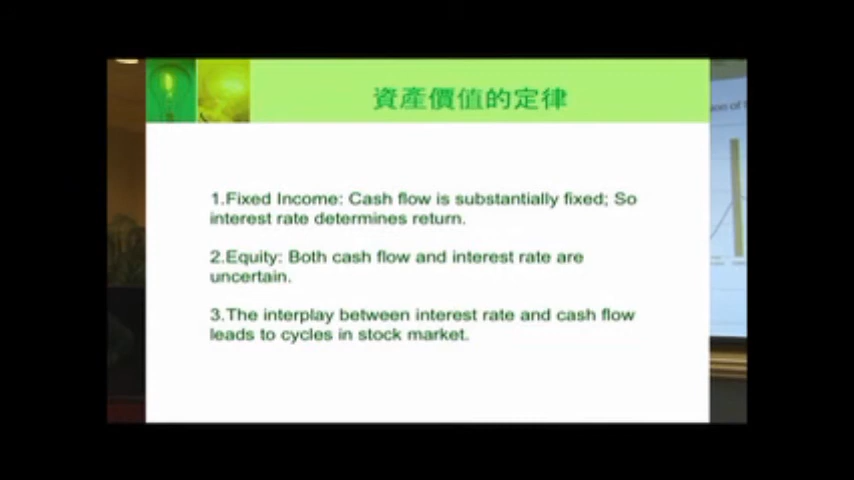 資產價值的定律
1.Fixed Income: Cash flow is substantially fixed; So
interest rate determines return.
2.Equity: Both cash flow and interest rate are
uncertain.
3.The interplay between interest rate and cash flow
leads to cycles in stock market.